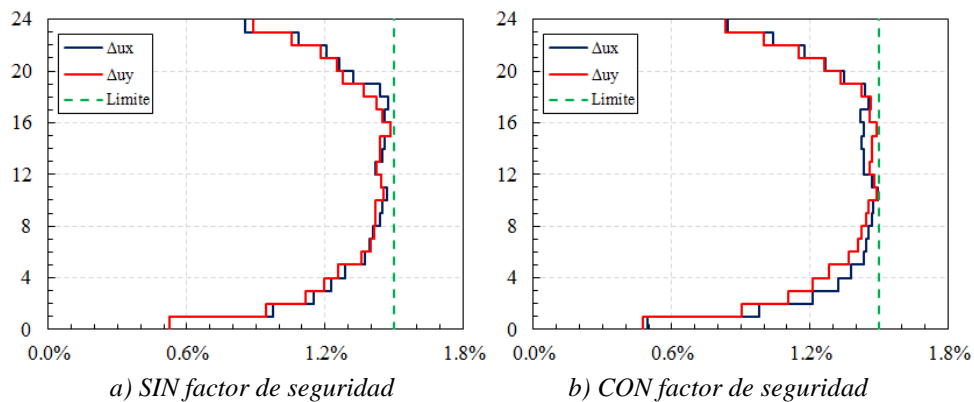 24
20
16
12
8
4
0
Δux
Δuy
Limite
0.0% 0.6% 1.2% 1.8%
a) SIN factor de seguridad
24
20
16
12
8
4
0
Δux
Δuy
Limite
0.0% 0.6% 1.2% 1.8%
b) CON factor de seguridad